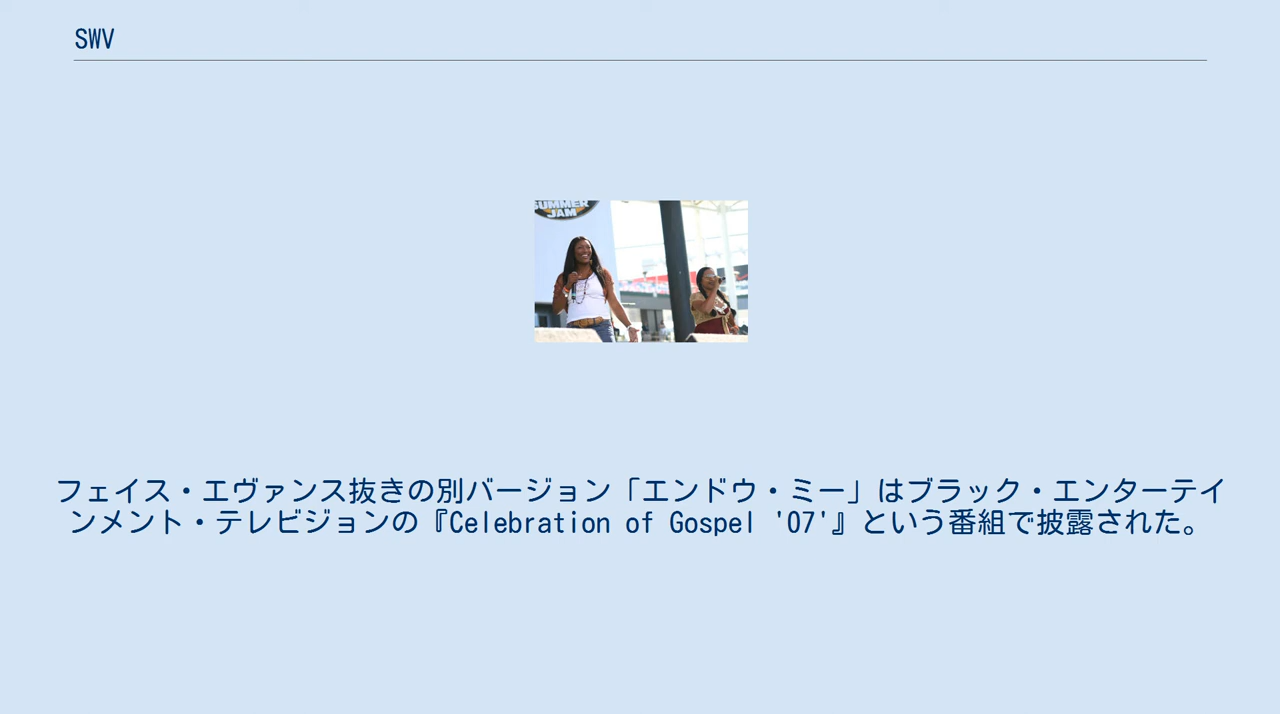 SWV
SUMMER
JAM
フェイス・エヴァンス抜きの別バージョン「エンドウ・ミー」はブラック・エンターテイ
ンメント・テレビジョンの『Celebration of Gospel '07'』という番組で披露された。